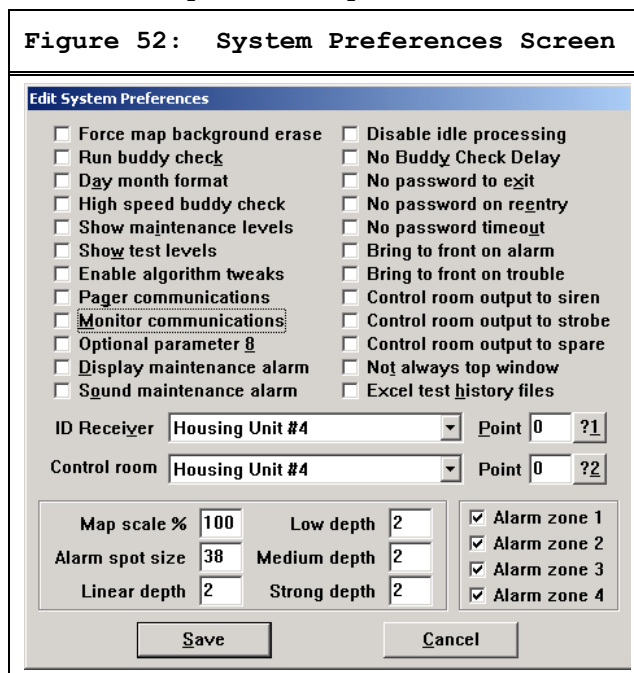 Figure 52: System Preferences Screen
Edit System Preferences
Force map background erase
Run buddy check
Day month format
High speed buddy check
Show maintenance levels
Show test levels
Enable algorithm tweaks
Pager communications
Monitor communications
Optional parameter 8
Display maintenance alarm
Sound maintenance alarm
Disable idle processing
No Buddy Check Delay
No password to exit
No password on reentry
No password timeout
Bring to front on alarm
Bring to front on trouble
Control room output to siren
Control room output to strobe
Control room output to spare
Not always top window
Excel test history files
ID Receiver Housing Unit #4 Point 0 ?1
Control room Housing Unit #4 Point 0 ?2
Map scale % 100 Low depth 2
Alarm spot size 38 Medium depth 2
Linear depth 2 Strong depth 2
Alarm zone 1
Alarm zone 2
Alarm zone 3
Alarm zone 4
Save Cancel